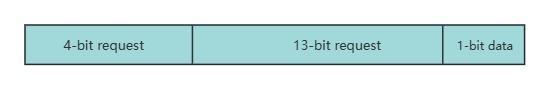 4-bit request 13-bit request 1-bit data